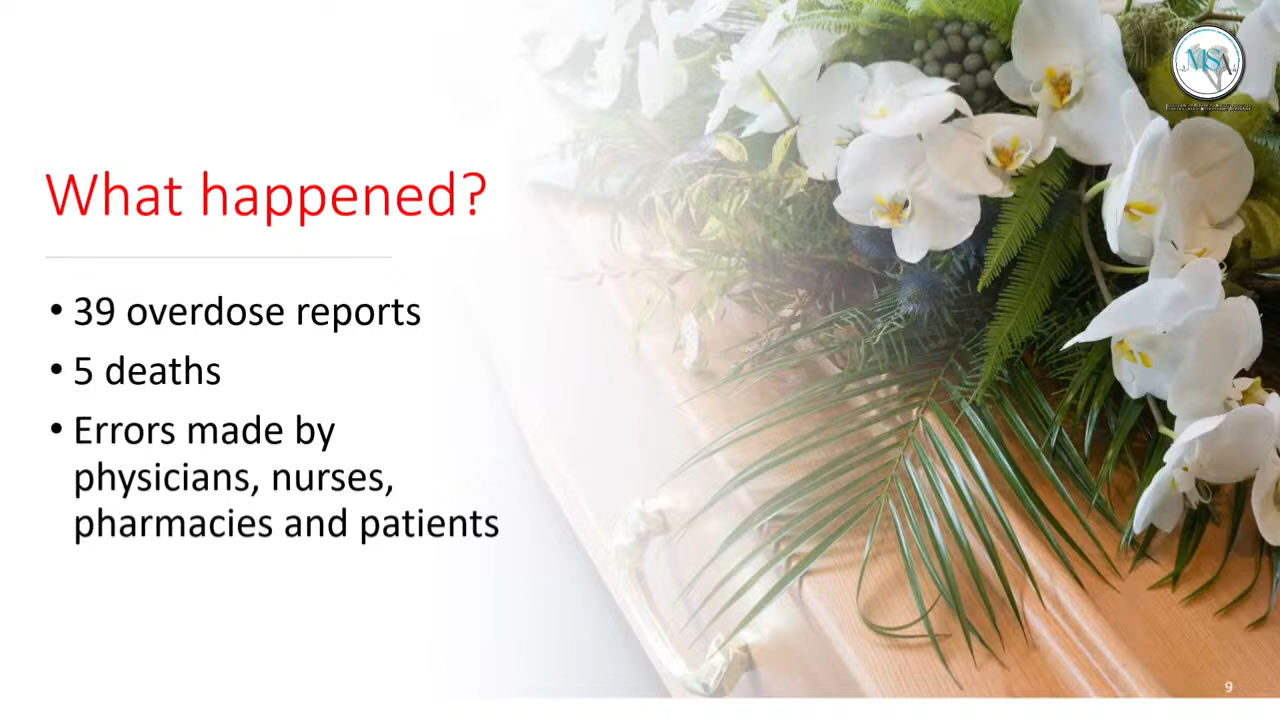 MSA
What happened?
• 39 overdose reports
• 5 deaths
• Errors made by
physicians, nurses,
pharmacies and patients
9